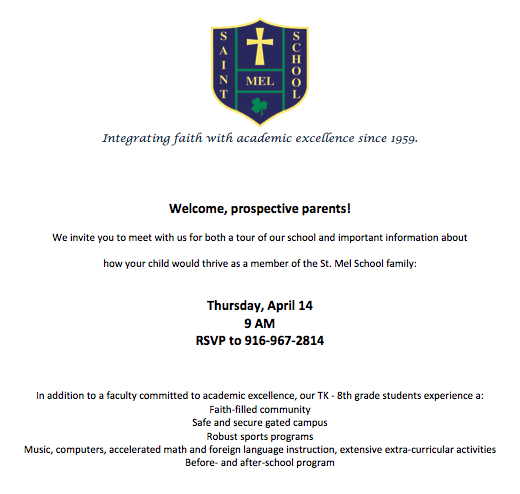 SAINT
MEL
SCHOOL
Integrating faith with academic excellence since 1959.
Welcome, prospective parents!
We invite you to meet with us for both a tour of our school and important information about
how your child would thrive as a member of the St. Mel School family:
Thursday, April 14
9 AM
RSVP to 916-967-2814
In addition to a faculty committed to academic excellence, our TK - 8th grade students experience a:
Faith-filled community
Safe and secure gated campus
Robust sports programs
Music, computers, accelerated math and foreign language instruction, extensive extra-curricular activities
Before- and after-school program